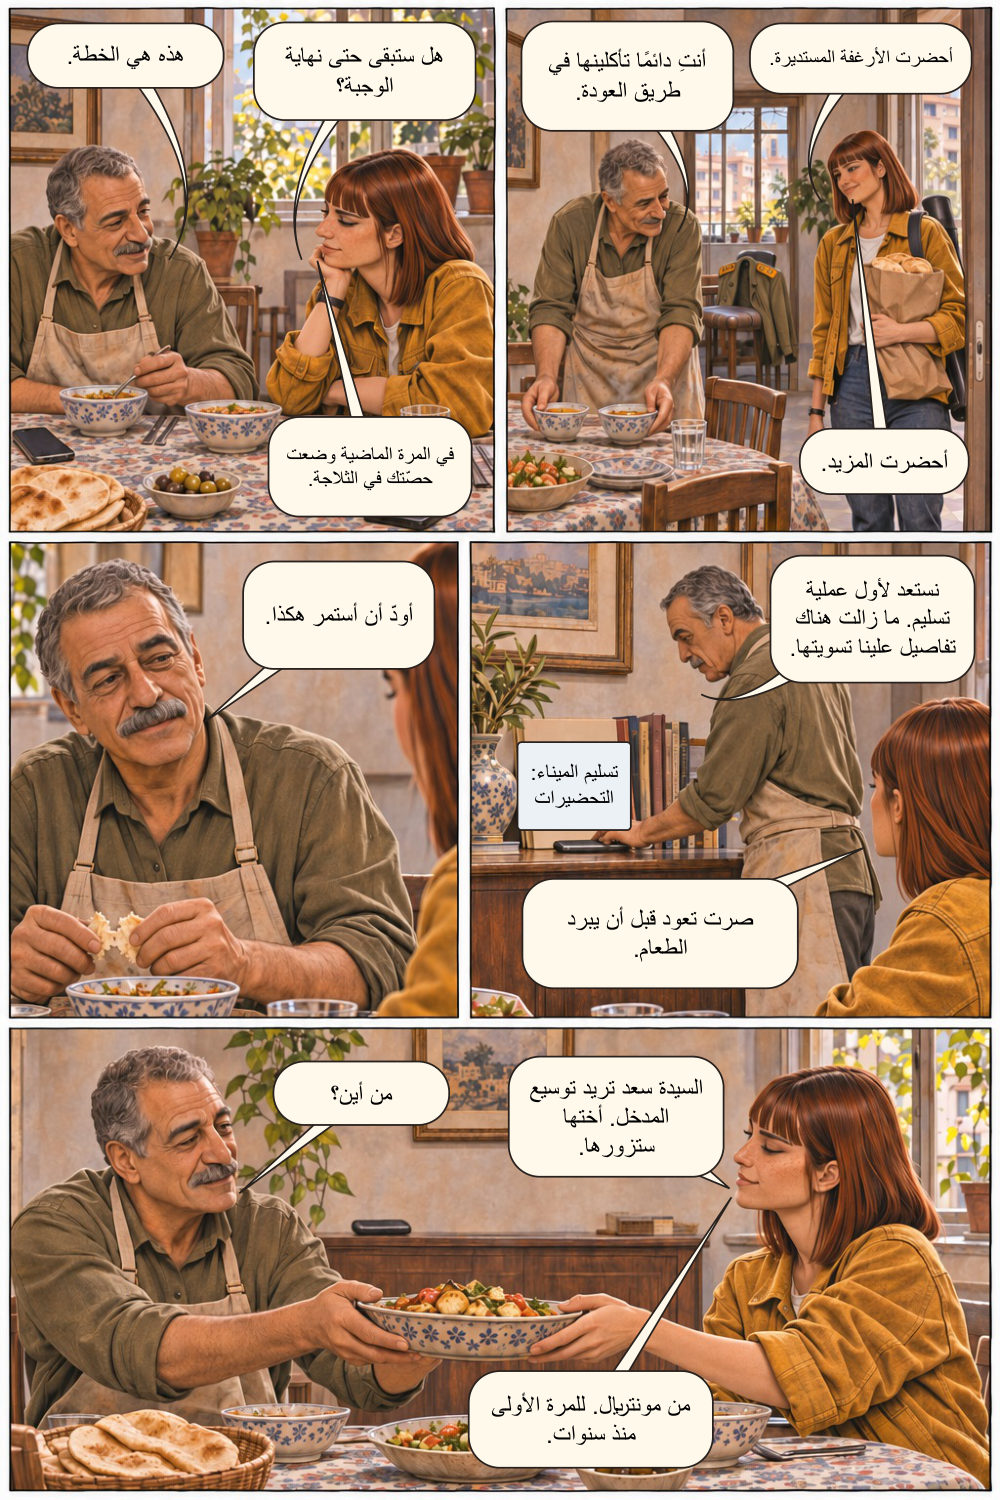 أحضرت الأرغفة المستديرة.
أنتِ دائمًا تأكلينها في
طريق العودة.
أحضرت المزيد.
هل ستبقى حتى نهاية
الوجبة؟
هذه هي الخطة.
في المرة الماضية وضعت
حصّتك في الثلاجة.
نستعد لأول عملية
تسليم. ما زالت هناك
تفاصيل علينا تسويتها.
تسليم الميناء:
التحضيرات
صرت تعود قبل أن يبرد
الطعام.
أودّ أن أستمر هكذا.
السيدة سعد تريد توسيع
المدخل. أختها
ستزورها.
من أين؟
من مونتريال. للمرة الأولى
منذ سنوات.